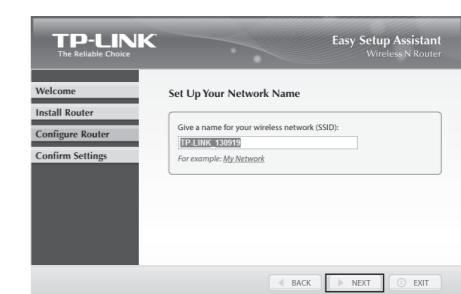 TP-LINK
The Reliable Choice
Easy Setup Assistant
Wireless N Router
Welcome
Install Router
Configure Router
Confirm Settings
Set Up Your Network Name
Give a name for your wireless network (SSID):
TP-LINK_130919
For example: My Network
BACK
NEXT
EXIT